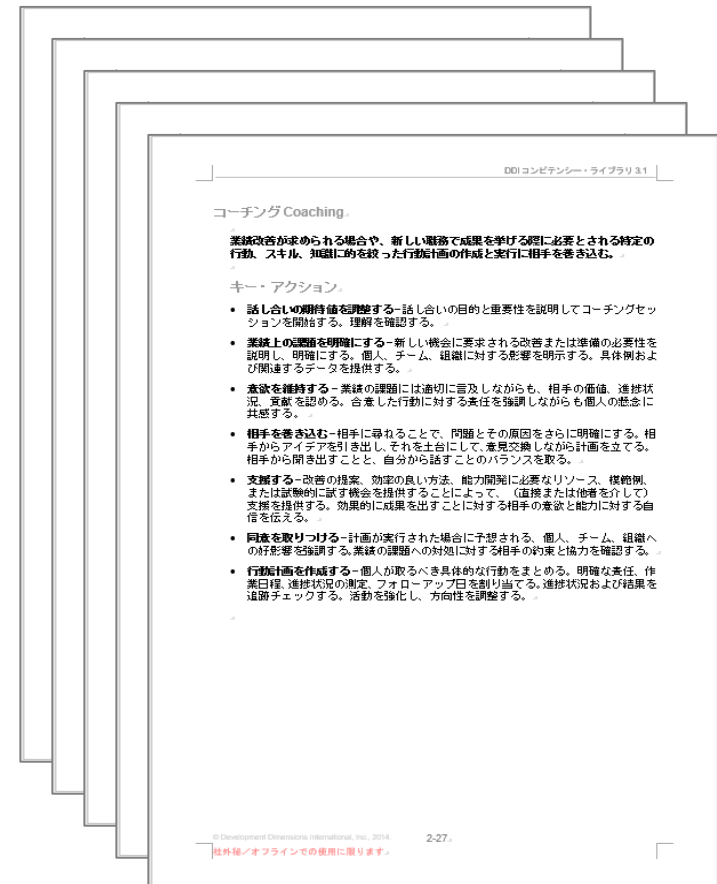 DDIコンピテンシー・ライブラリ 3.1
コーチング Coaching
業績改善が求められる場合や、新しい職務で成果を挙げる際に必要とされる特定の
行動、スキル、知識に的を絞った行動計画の作成と実行に相手を巻き込む。
キー・アクション
• 話し合いの期待値を調整する−話し合いの目的と重要性を説明してコーチングセッ
ションを開始する。理解を確認する。
• 業績上の課題を明確にする−新しい機会に要求される改善または準備の必要性を
説明し、明確にする。個人、チーム、組織に対する影響を明示する。具体例およ
び関連するデータを提供する。
• 意欲を維持する−業績の課題には適切に言及しながらも、相手の価値、進捗状
況、貢献を認める。合意した行動に対する責任を強調しながらも個人の懸念に
共感する。
• 相手を巻き込む−相手に尋ねることで、問題とその原因をさらに明確にする。相
手からアイデアを引き出し、それを土台にして、意見交換しながら計画を立てる。
相手から聞き出すことと、自分から話すことのバランスを取る。
• 支援する−改善の提案、効率の良い方法、能力開発に必要なリソース、模範例、
または試験的に試す機会を提供することによって、（直接または他者を介して）
支援を提供する。効果的に成果を出すことに対する相手の意欲と能力に対する自
信を伝える。
• 同意を取りつける−計画が実行された場合に予想される、個人、チーム、組織へ
の好影響を強調する。業績の課題への対処に対する相手の約束と協力を確認する。
• 行動計画を作成する−個人が取るべき具体的な行動をまとめる。明確な責任、作
業日程、進捗状況の測定、フォローアップ日を割り当てる。進捗状況および結果を
追跡チェックする。活動を強化し、方向性を調整する。
© Development Dimensions International, Inc., 2014.
2-27
社外秘／オフラインでの使用に限ります